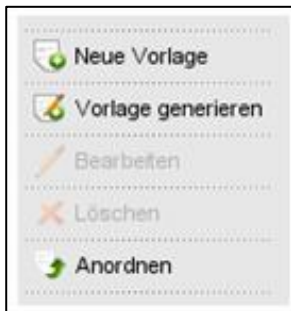 Neue Vorlage
Vorlage generieren
Bearbeiten
Löschen
Anordnen